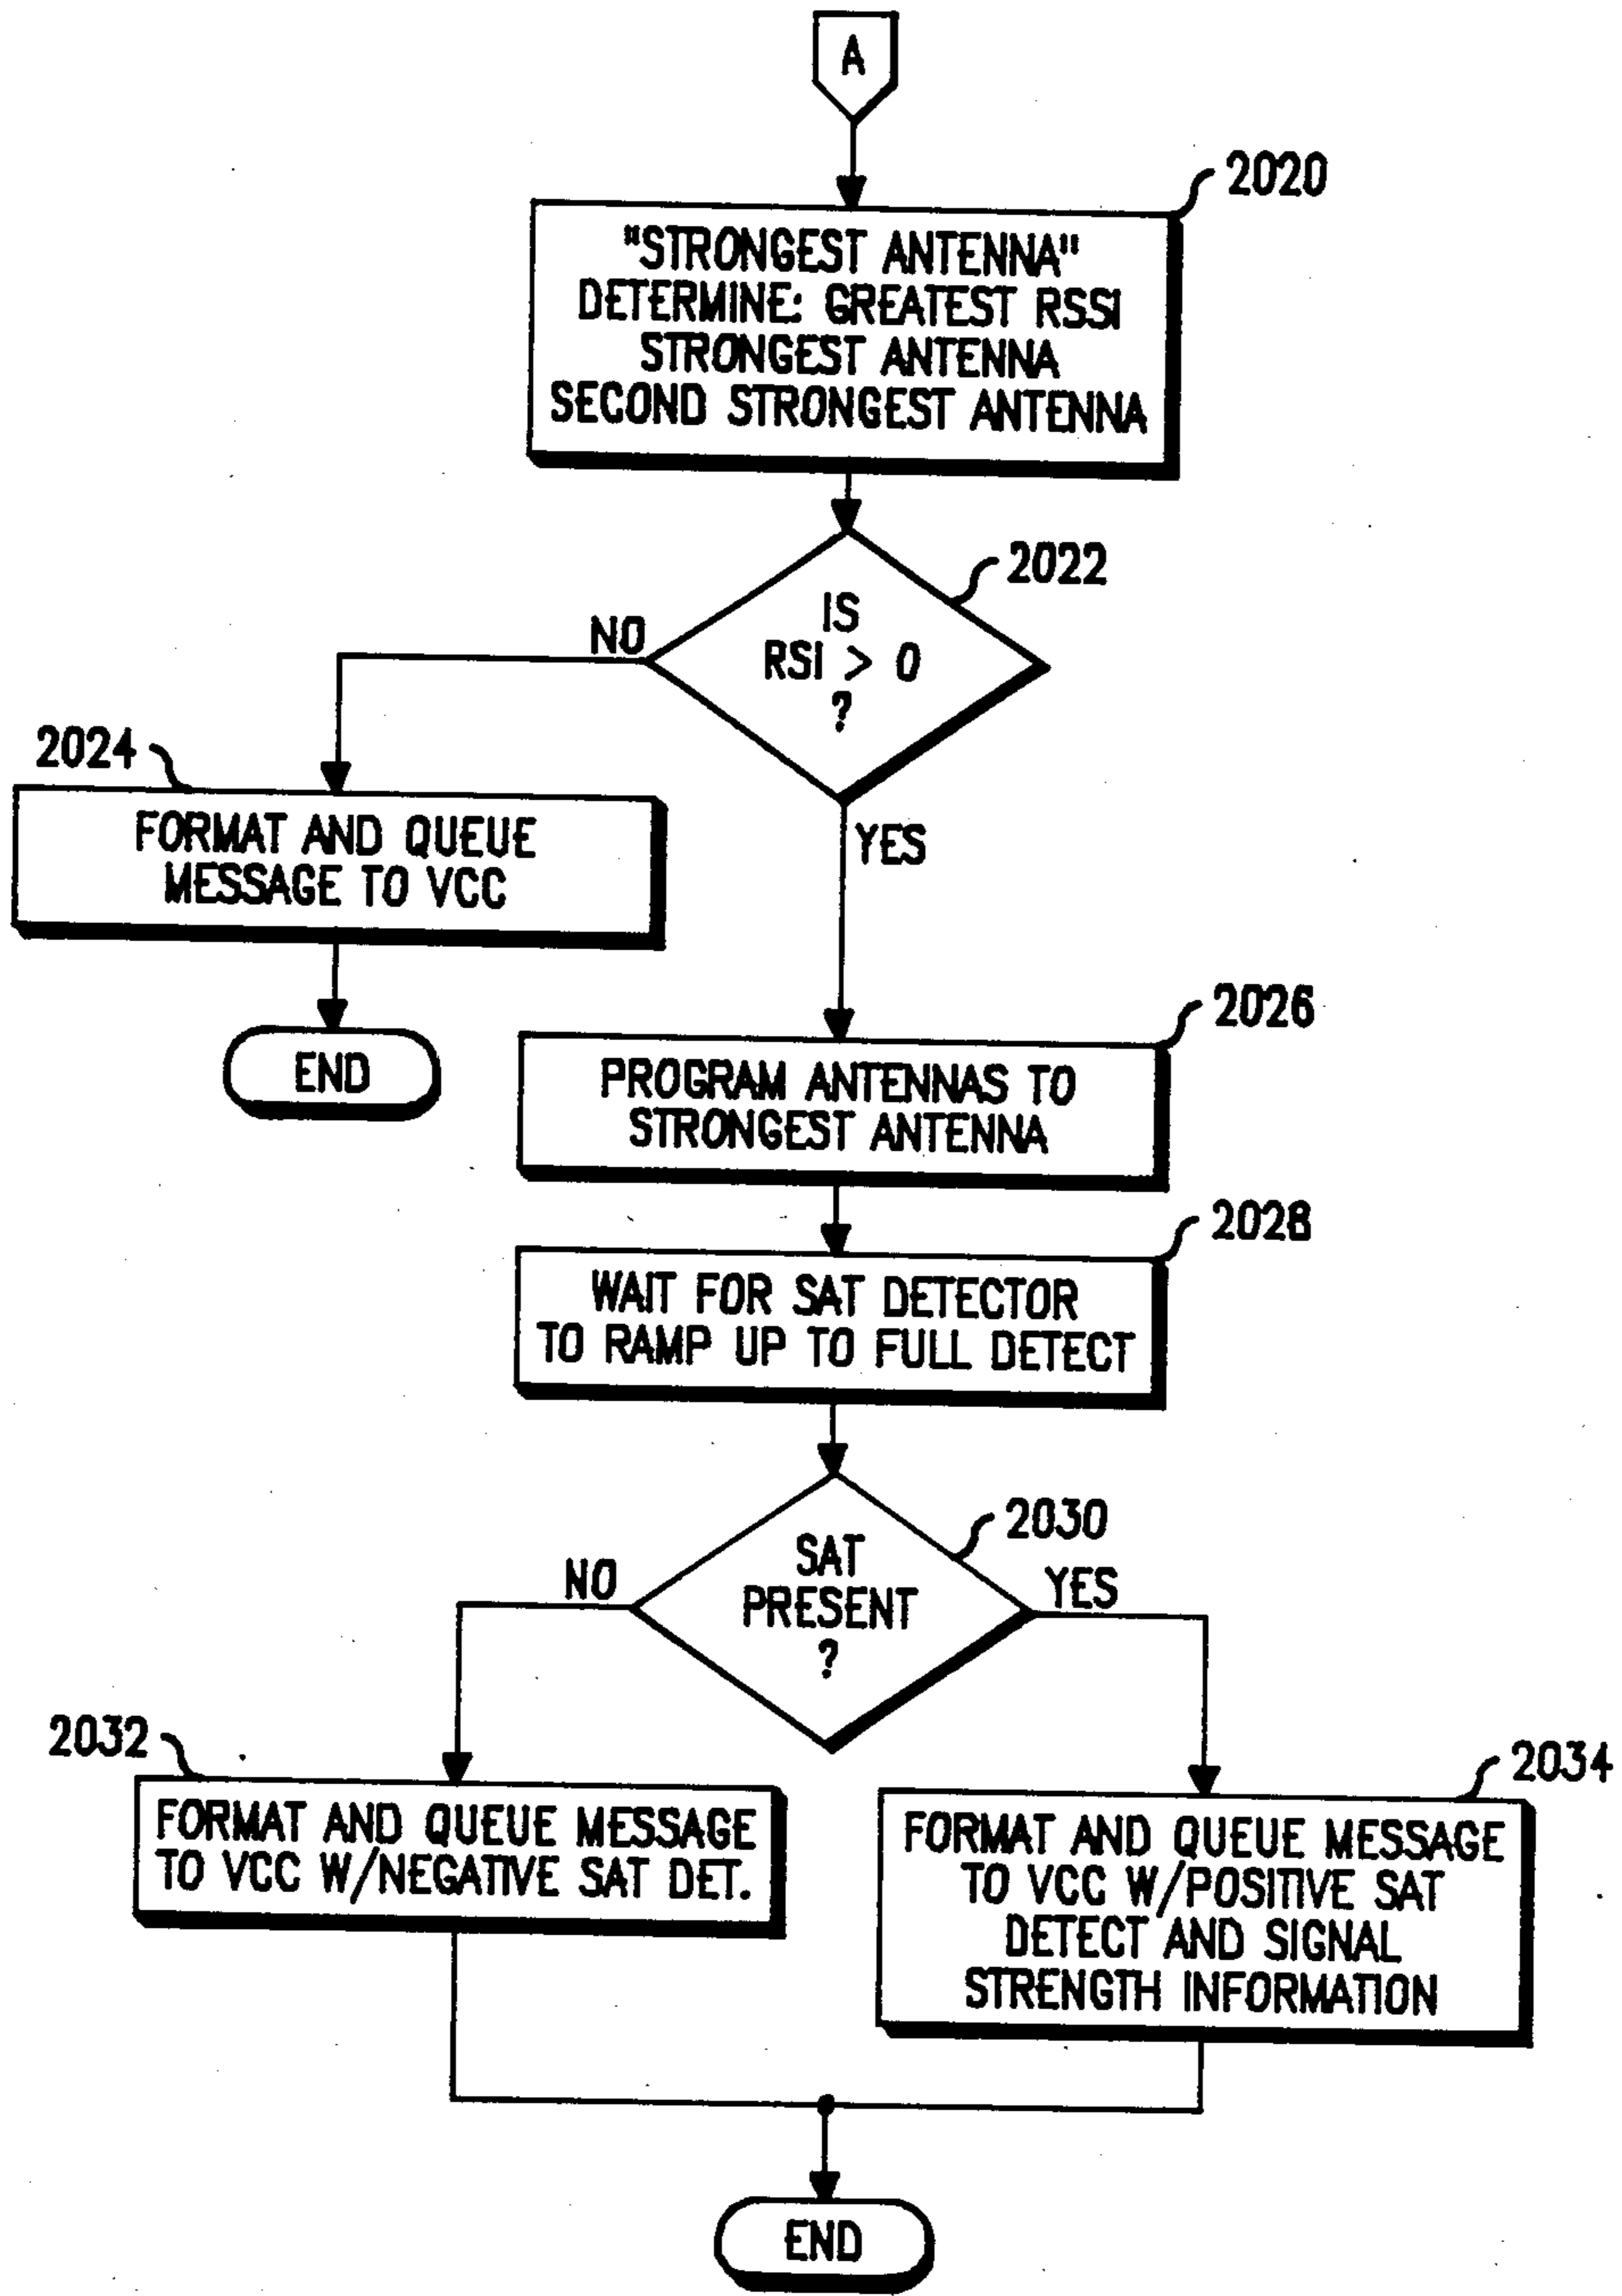 A
2020
"STRONGEST ANTENNA"
DETERMINE: GREATEST RSSI
STRONGEST ANTENNA
SECOND STRONGEST ANTENNA
2022
IS
RSI > 0
?
NO
YES
2024
FORMAT AND QUEUE
MESSAGE TO VCC
END
2026
PROGRAM ANTENNAS TO
STRONGEST ANTENNA
2028
WAIT FOR SAT DETECTOR
TO RAMP UP TO FULL DETECT
2030
SAT
PRESENT
?
NO
YES
2032
FORMAT AND QUEUE MESSAGE
TO VCC W/NEGATIVE SAT DET.
2034
FORMAT AND QUEUE MESSAGE
TO VCC W/POSITIVE SAT
DETECT AND SIGNAL
STRENGTH INFORMATION
END